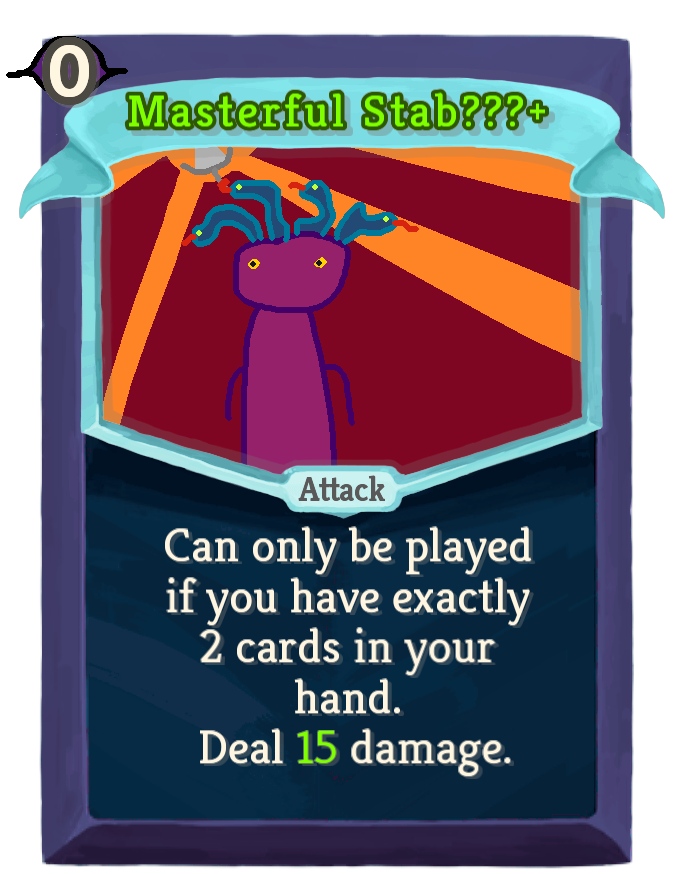 0
Masterful Stab???+
Attack
Can only be played
if you have exactly
2 cards in your
hand.
Deal 15 damage.